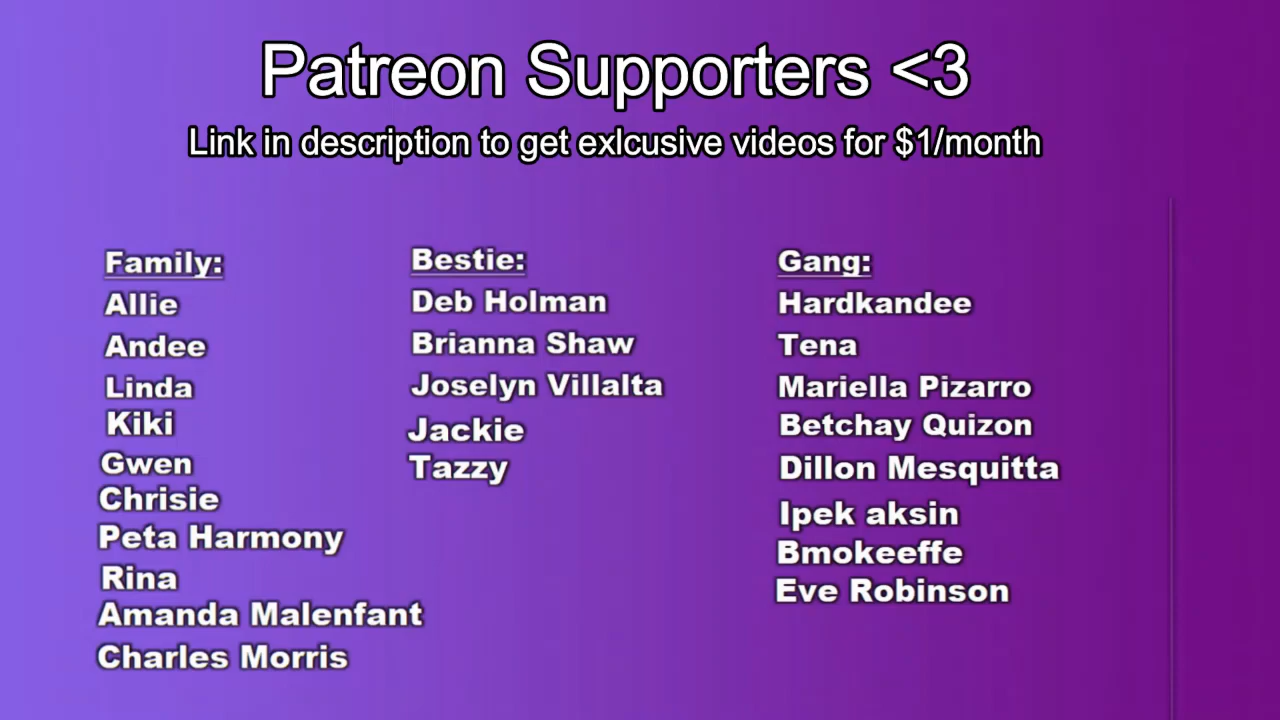 Patreon Supporters <3
Link in description to get exlcusive videos for $1/month
Family:
Allie
Andee
Linda
Kiki
Gwen
Chrisie
Peta Harmony
Rina
Amanda Malenfant
Charles Morris
Bestie:
Deb Holman
Brianna Shaw
Joselyn Villalta
Jackie
Tazzy
Gang:
Hardkandee
Tena
Mariella Pizarro
Betchay Quizon
Dillon Mesquitta
Ipek aksin
Bmokeeffe
Eve Robinson